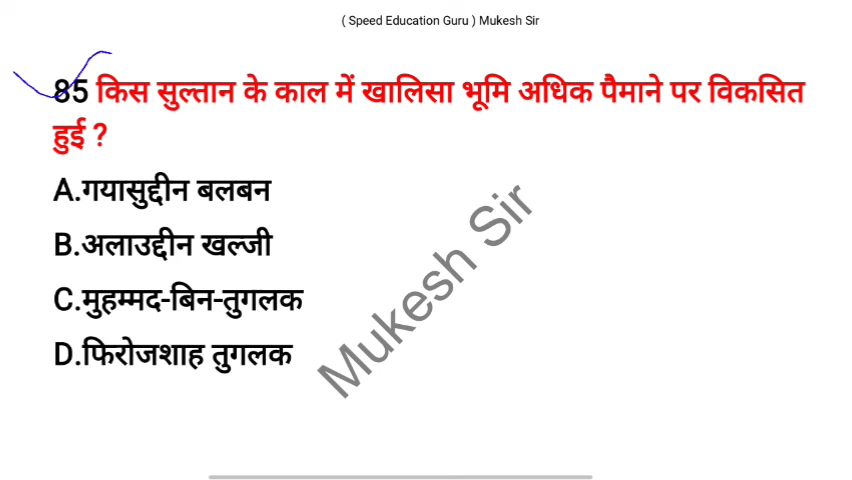 ( Speed Education Guru ) Mukesh Sir
85 किस सुल्तान के काल में खालिसा भूमि अधिक पैमाने पर विकसित
हुई ?
A.गयासुद्दीन बलबन
B.अलाउद्दीन खल्जी
C.मुहम्मद-बिन-तुगलक
D.फिरोजशाह तुगलक
Mukesh Sir